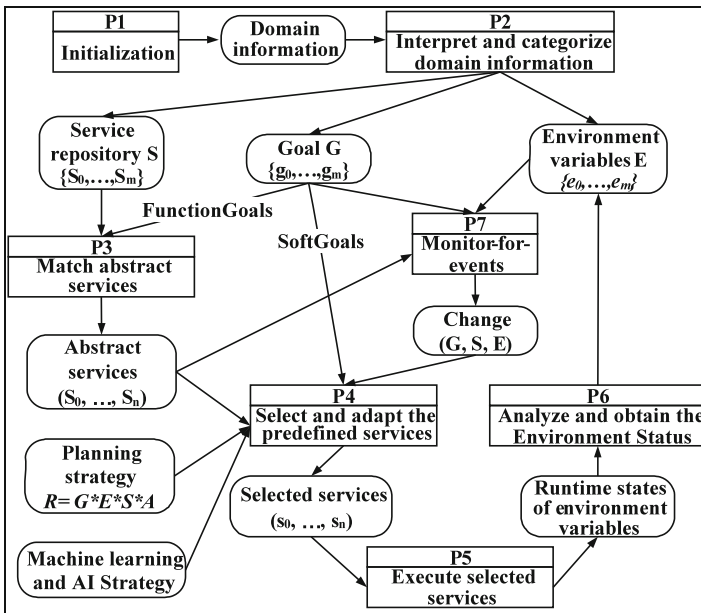 P1
Initialization
Domain
information
P2
Interpret and categorize
domain information
Service
repository S
{S₀,…,Sₘ}
Goal G
{g₀,…,gₘ}
Environment
variables E
{e₀,…,eₘ}
FunctionGoals
SoftGoals
P3
Match abstract
services
P7
Monitor-for-
events
Change
(G, S, E)
Abstract
services
(S₀, …, Sₙ)
P4
Select and adapt the
predefined services
P6
Analyze and obtain the
Environment Status
Planning
strategy
R= G*E*S*A
Selected services
(s₀, …, sₙ)
Runtime states
of environment
variables
Machine learning
and AI Strategy
P5
Execute selected
services